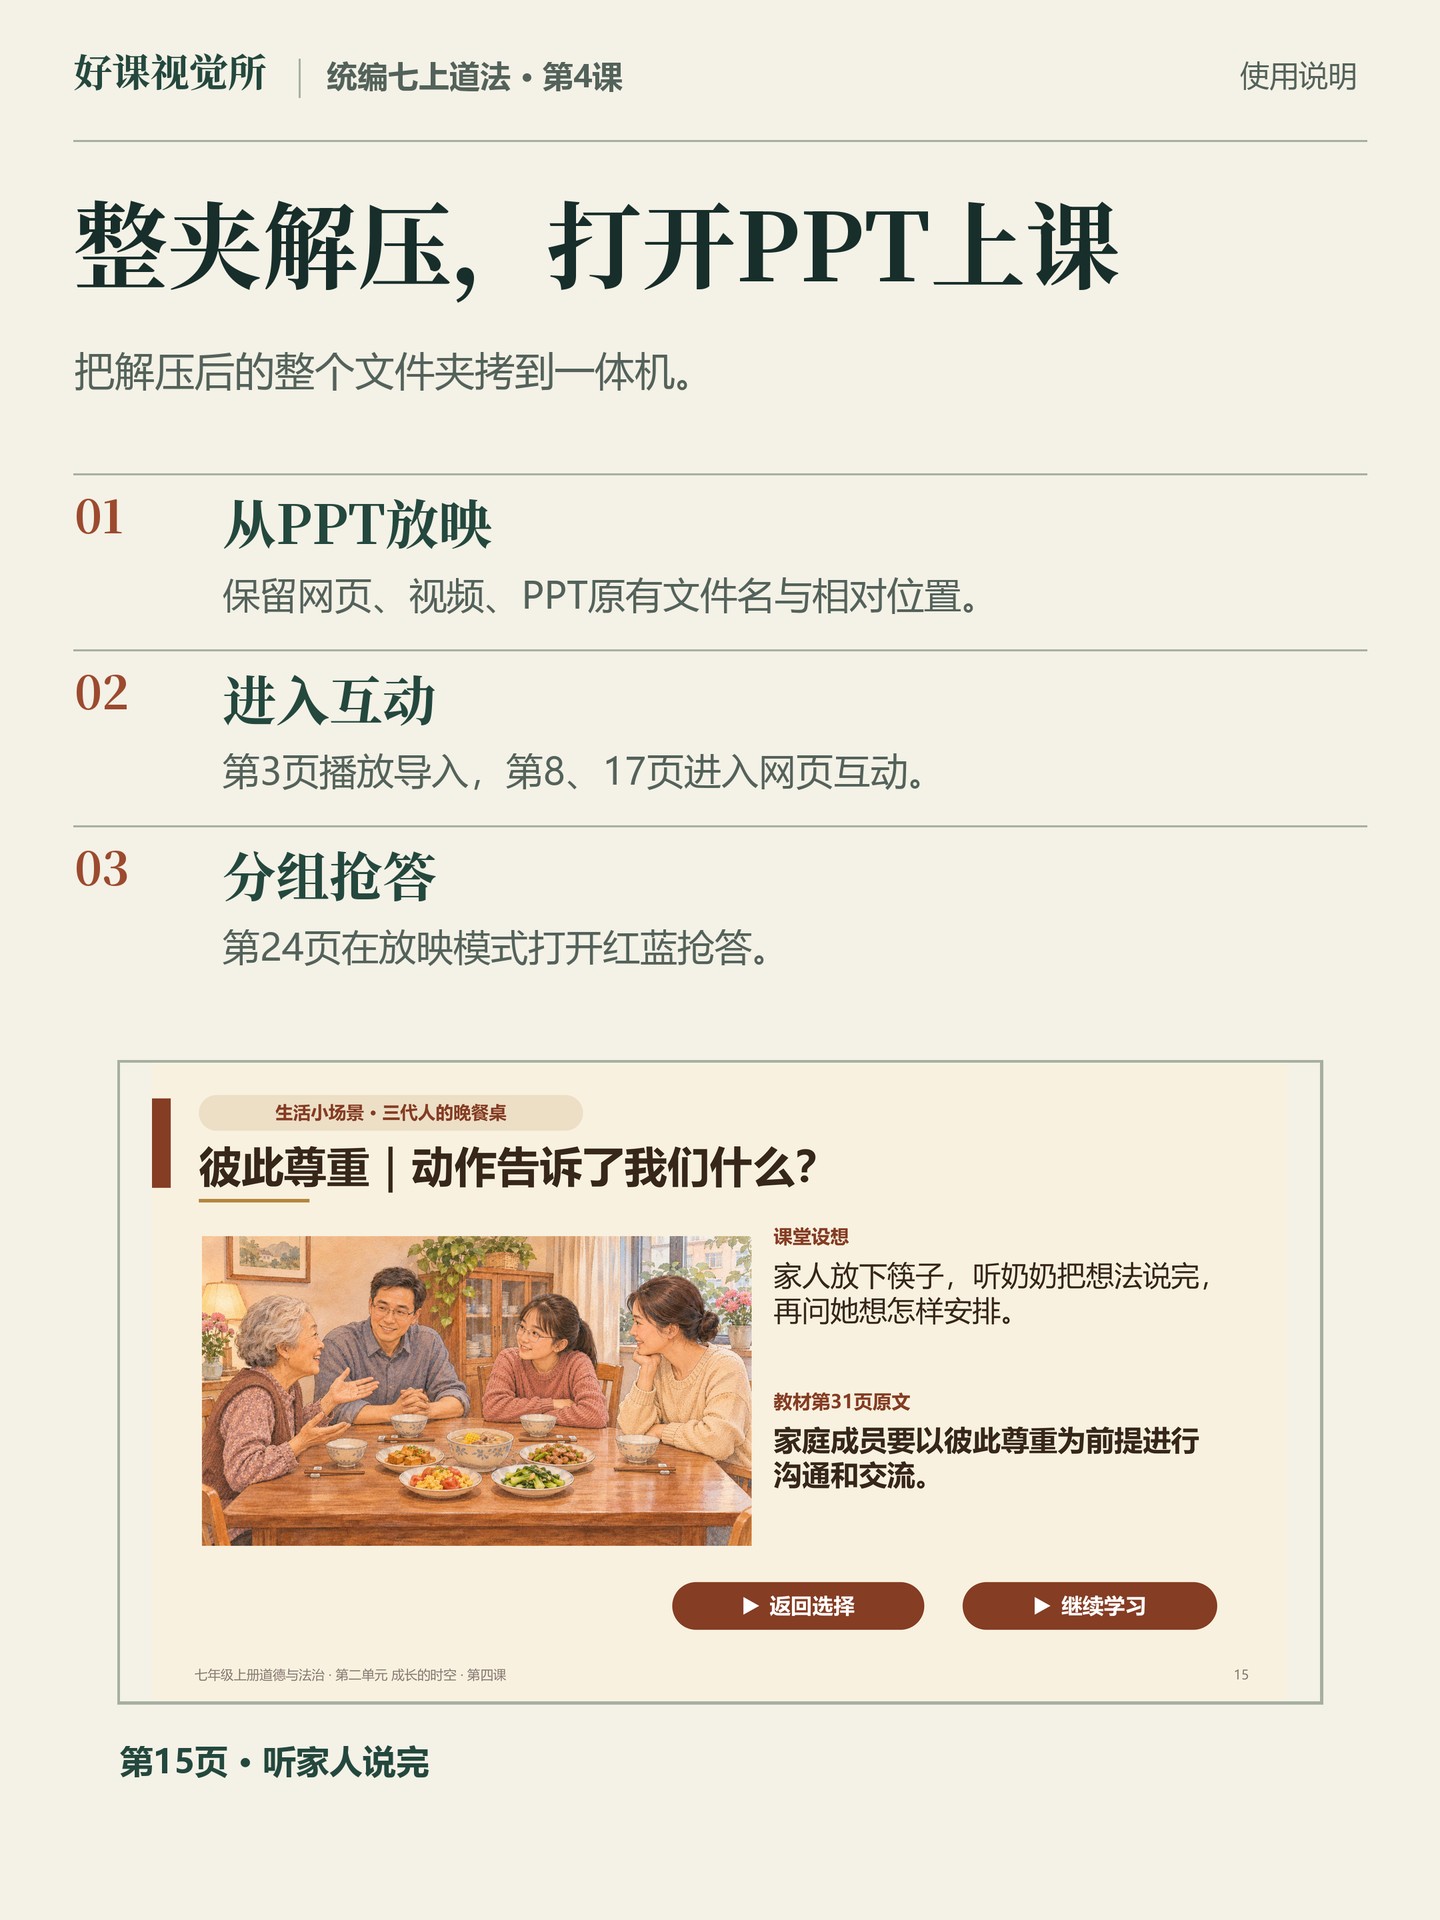 好课视觉所
统编七上道法·第4课
使用说明
整夹解压，打开PPT上课
把解压后的整个文件夹拷到一体机。
01
从PPT放映
保留网页、视频、PPT原有文件名与相对位置。
02
进入互动
第3页播放导入，第8、17页进入网页互动。
03
分组抢答
第24页在放映模式打开红蓝抢答。
生活小场景·三代人的晚餐桌
彼此尊重｜动作告诉了我们什么？
课堂设想
家人放下筷子，听奶奶把想法说完，
再问她想怎样安排。
教材第31页原文
家庭成员要以彼此尊重为前提进行
沟通和交流。
▶ 返回选择
▶ 继续学习
七年级上册道德与法治·第二单元 成长的时空·第四课
15
第15页·听家人说完